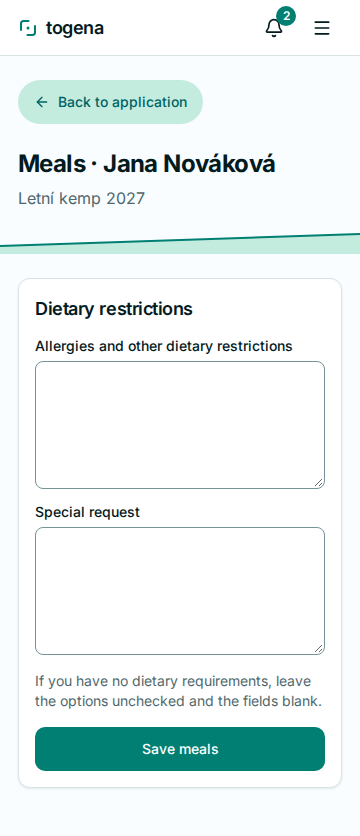 togena
2
Back to application
Meals · Jana Nováková
Letní kemp 2027
Dietary restrictions
Allergies and other dietary restrictions
Special request
If you have no dietary requirements, leave
the options unchecked and the fields blank.
Save meals